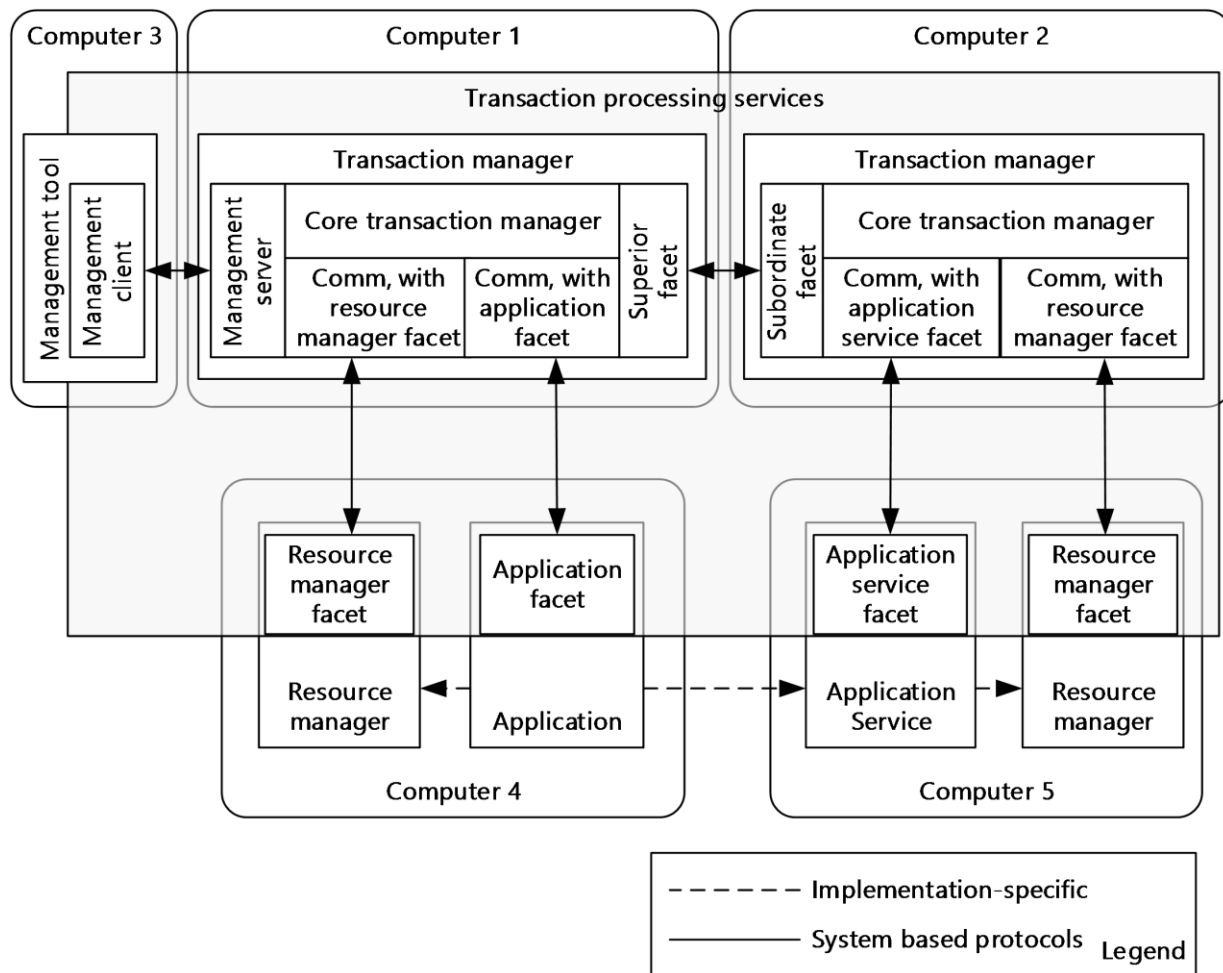 Computer 3
Computer 1
Computer 2
Transaction processing services
Management tool
Management
client
Transaction manager
Management
server
Core transaction manager
Comm, with
resource
manager facet
Comm, with
application
facet
Superior
facet
Transaction manager
Subordinate
facet
Core transaction manager
Comm, with
application
service facet
Comm, with
resource
manager facet
Resource
manager
facet
Application
facet
Application
service
facet
Resource
manager
facet
Resource
manager
Application
Application
Service
Resource
manager
Computer 4
Computer 5
Implementation-specific
System based protocols
Legend